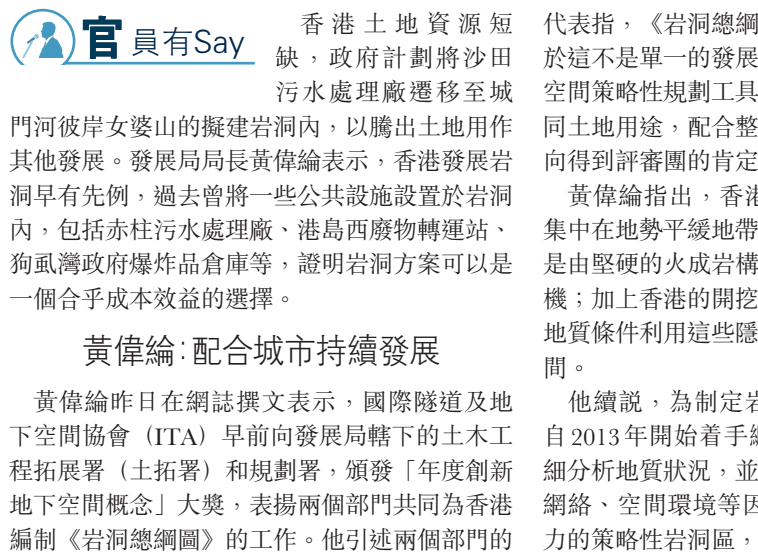 官員有Say
香港土地資源短
缺，政府計劃將沙田
污水處理廠遷移至城
門河彼岸女婆山的擬建岩洞內，以騰出土地用作
其他發展。發展局局長黃偉綸表示，香港發展岩
洞早有先例，過去曾將一些公共設施設置於岩洞
內，包括赤柱污水處理廠、港島西廢物轉運站、
狗虱灣政府爆炸品倉庫等，證明岩洞方案可以是
一個合乎成本效益的選擇。
黃偉綸：配合城市持續發展
黃偉綸昨日在網誌撰文表示，國際隧道及地
下空間協會（ITA）早前向發展局轄下的土木工
程拓展署（土拓署）和規劃署，頒發「年度創新
地下空間概念」大獎，表揚兩個部門共同為香港
編制《岩洞總綱圖》的工作。他引述兩個部門的
代表指，《岩洞總綱
於這不是單一的發展
空間策略性規劃工具
同土地用途，配合整
向得到評審團的肯定
黃偉綸指出，香港
集中在地勢平緩地帶
是由堅硬的火成岩構
機；加上香港的開挖
地質條件利用這些隱
間。
他續說，為制定岩
自2013年開始着手編
細分析地質狀況，並
網絡、空間環境等因
力的策略性岩洞區，